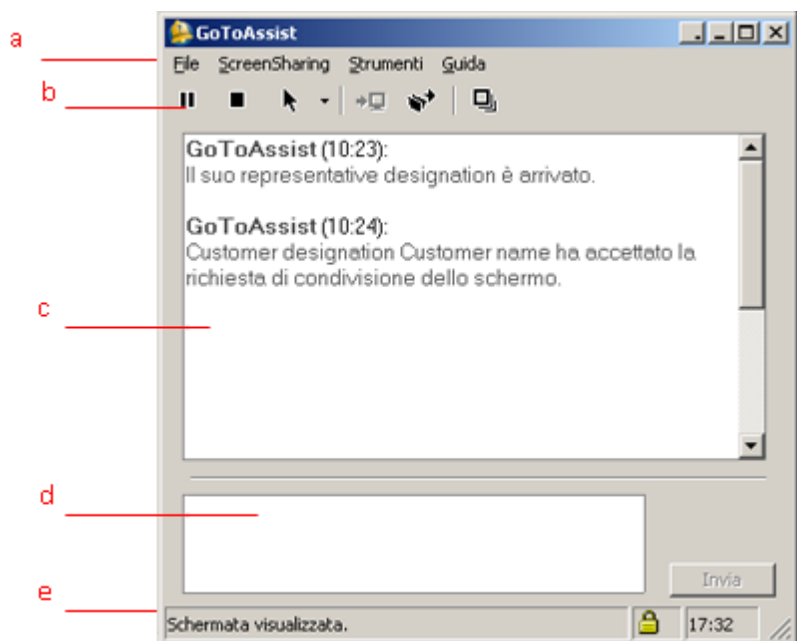 GoToAssist
a
File ScreenSharing Strumenti Guida
b
GoToAssist (10:23):
Il suo representative designation è arrivato.
GoToAssist (10:24):
Customer designation Customer name ha accettato la
richiesta di condivisione dello schermo.
c
d
Invia
e
Schermata visualizzata.
17:32